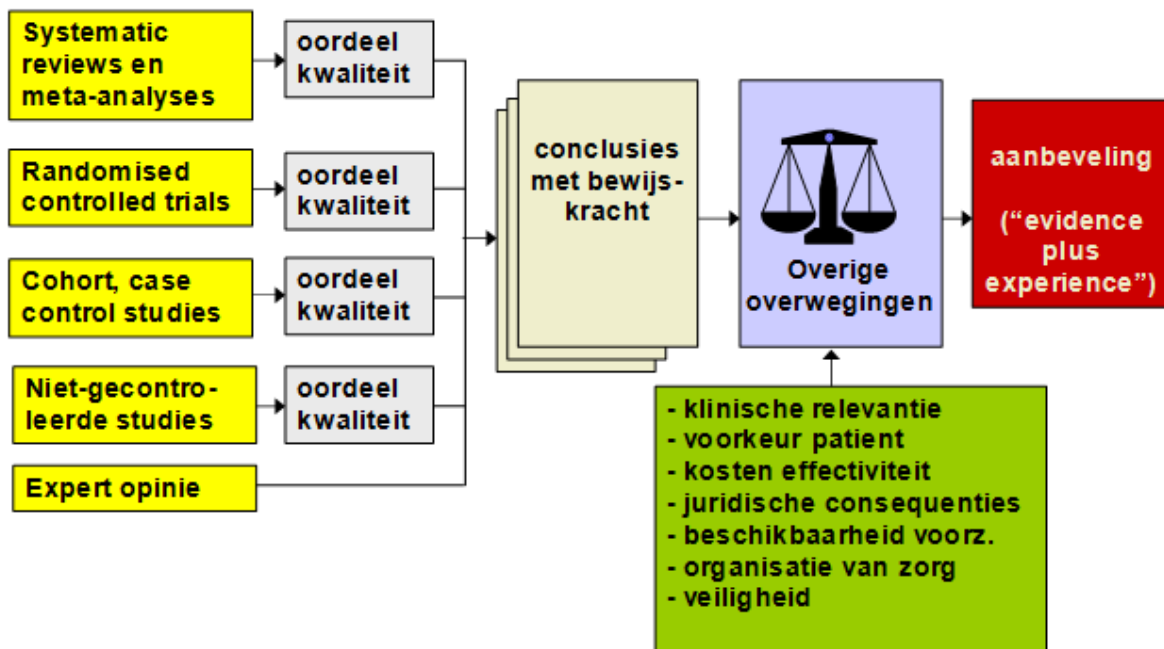 Systematic
reviews en
meta-analyses
oordeel
kwaliteit
Randomised
controlled trials
oordeel
kwaliteit
Cohort, case
control studies
oordeel
kwaliteit
Niet-gecontro-
leerde studies
oordeel
kwaliteit
Expert opinie
conclusies
met bewijs-
kracht
Overige
overwegingen
- klinische relevantie
- voorkeur patient
- kosten effectiviteit
- juridische consequenties
- beschikbaarheid voorz.
- organisatie van zorg
- veiligheid
aanbeveling
(“evidence
plus
experience”)